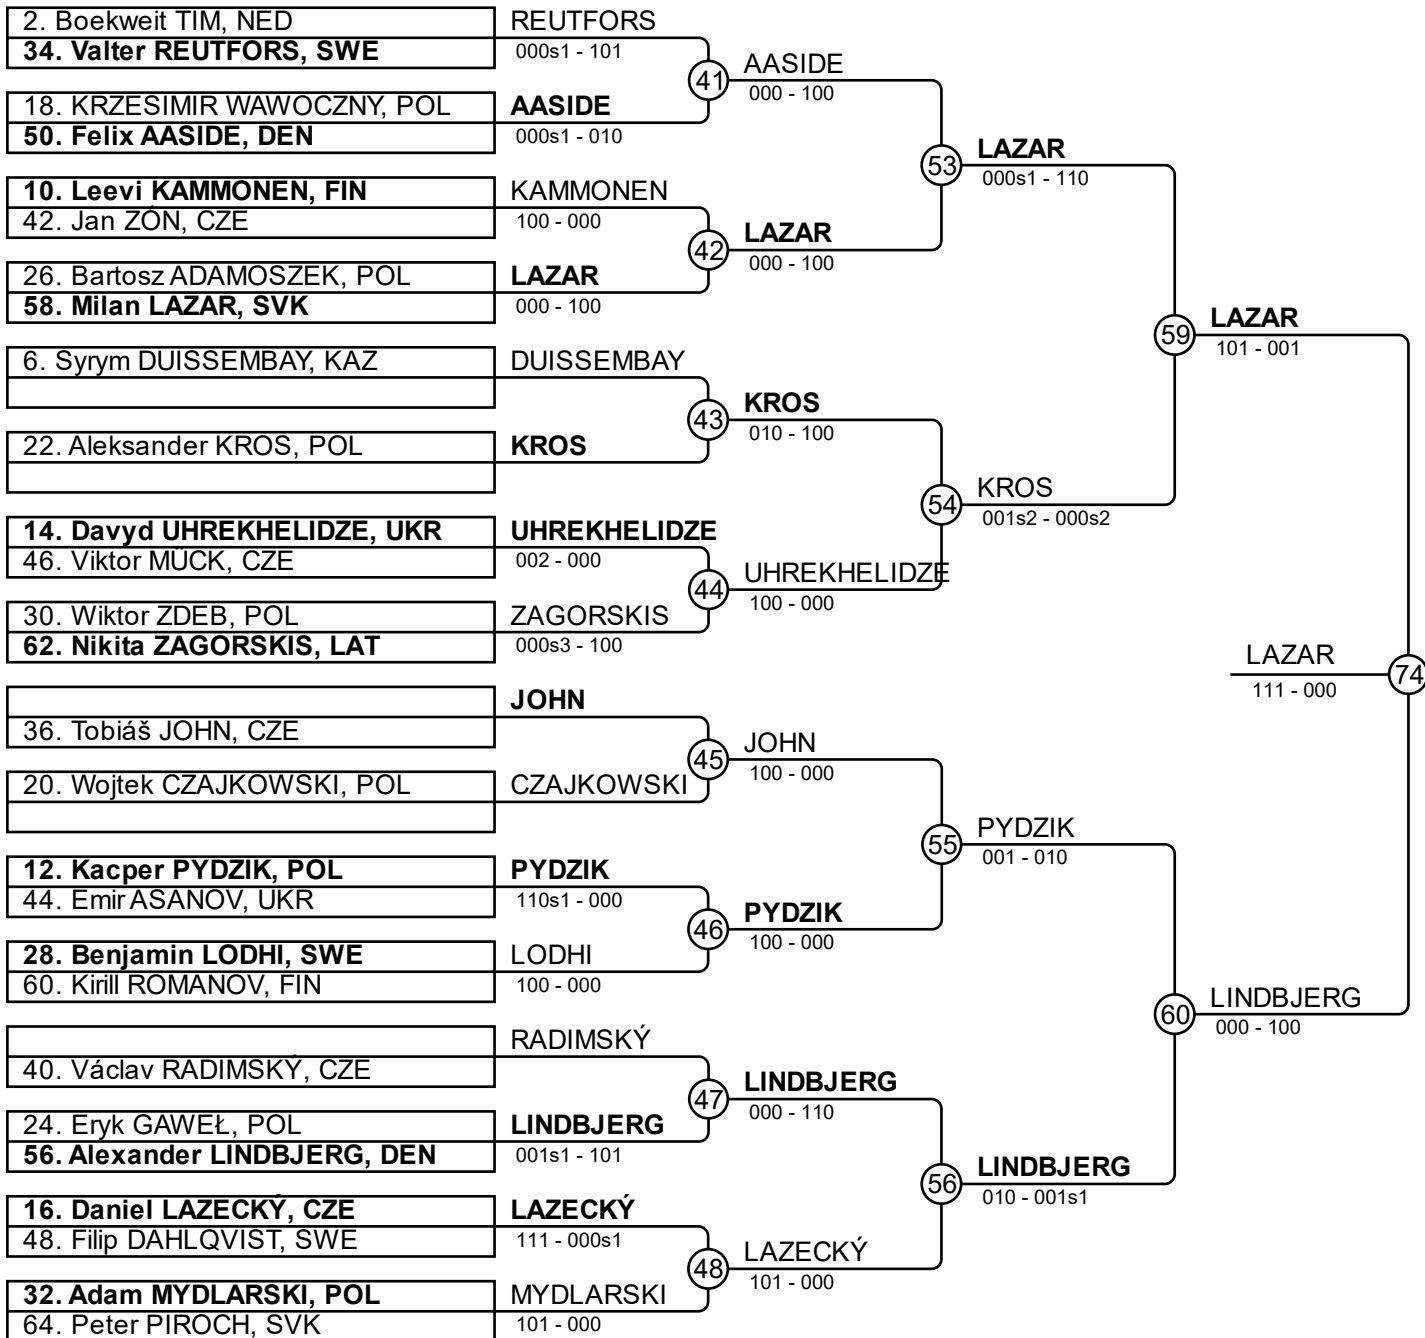 2. Boekweit TIM, NED
34. Valter REUTFORS, SWE
18. KRZESIMIR WAWOCZNY, POL
50. Felix AASIDE, DEN
10. Leevi KAMMONEN, FIN
42. Jan ZÓN, CZE
26. Bartosz ADAMOSZEK, POL
58. Milan LAZAR, SVK
6. Syrym DUISSEMBAY, KAZ
22. Aleksander KROS, POL
14. Davyd UHREKHELIDZE, UKR
46. Viktor MÜCK, CZE
30. Wiktor ZDEB, POL
62. Nikita ZAGORSKIS, LAT
36. Tobiáš JOHN, CZE
20. Wojtek CZAJKOWSKI, POL
12. Kacper PYDZIK, POL
44. Emir ASANOV, UKR
28. Benjamin LODHI, SWE
60. Kirill ROMANOV, FIN
40. Václav RADIMSKÝ, CZE
24. Eryk GAWEŁ, POL
56. Alexander LINDBJERG, DEN
16. Daniel LAZECKÝ, CZE
48. Filip DAHLQVIST, SWE
32. Adam MYDLARSKI, POL
64. Peter PIROCH, SVK
REUTFORS
000s1 - 101
AASIDE
000s1 - 010
KAMMONEN
100 - 000
LAZAR
000 - 100
DUISSEMBAY
KROS
UHREKHELIDZE
002 - 000
ZAGORSKIS
000s3 - 100
JOHN
CZAJKOWSKI
PYDZIK
110s1 - 000
LODHI
100 - 000
RADIMSKÝ
LINDBJERG
001s1 - 101
LAZECKÝ
111 - 000s1
MYDLARSKI
101 - 000
41
42
43
44
45
46
47
48
AASIDE
000 - 100
LAZAR
000 - 100
KROS
010 - 100
UHREKHELIDZE
100 - 000
JOHN
100 - 000
PYDZIK
100 - 000
LINDBJERG
000 - 110
LAZECKÝ
101 - 000
53
54
55
56
LAZAR
000s1 - 110
KROS
001s2 - 000s2
PYDZIK
001 - 010
LINDBJERG
010 - 001s1
59
60
LAZAR
101 - 001
LINDBJERG
000 - 100
LAZAR
111 - 000
74